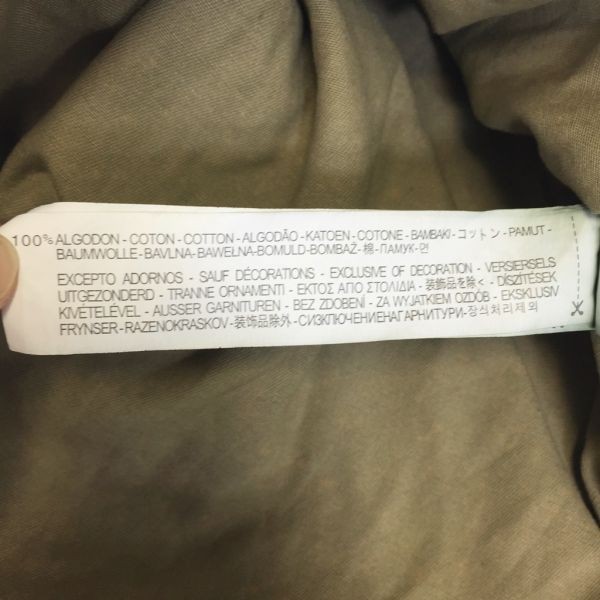 100% ALGODON - COTON - COTTON - ALGODÃO - KATOEN - COTONE - BAMBAKI - コットン - PAMUT -
BAUMWOLLE - BAVLNA - BAWEŁNA - BOMULD - BOMBAŽ - 棉 - ПАМУК - 면
EXCEPTO ADORNOS - SAUF DÉCORATIONS - EXCLUSIVE OF DECORATION - VERSIERSELS
UITGEZONDERD - TRANNE ORNAMENTI - ΕΚΤΟΣ ΑΠΟ ΣΤΟΛΙΔΙΑ - 装飾品を除く - DÍSZÍTÉSEK
KIVÉTELÉVEL - AUSSER GARNITUREN - BEZ ZDOBENÍ - ZA WYJATKIEM OZDÓB - EKSKLUSIV
FRYNSER - RAZENOKRASKOV - 装饰品除外 - СИЗКЛЮЧЕНИЕНАГАРНИТУРИ - 장식처리제외